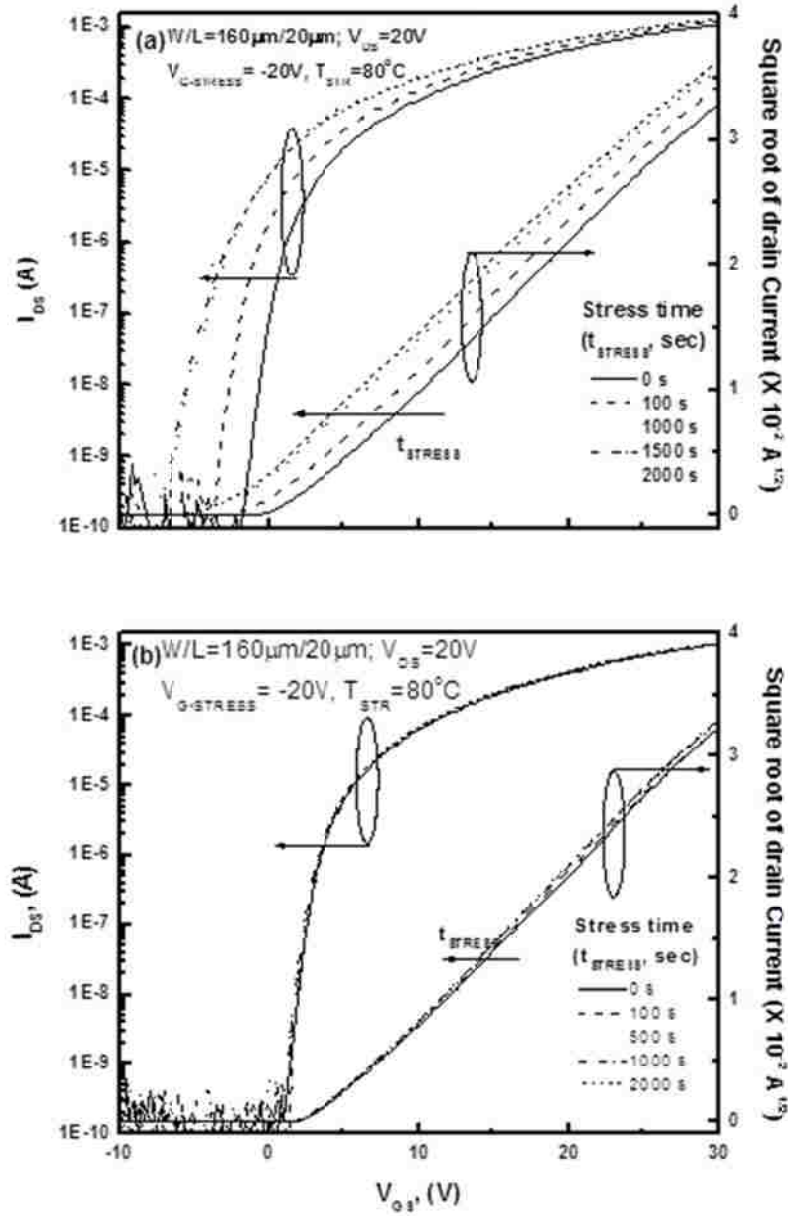 (a) W/L=160μm/20μm; V_DS=20V
V_G-STRESS= -20V, T_STR=80°C
1E-3
1E-4
1E-5
1E-6
1E-7
1E-8
1E-9
1E-10
I_DS (A)
4
3
2
1
0
Square root of drain Current (X 10^-2 A^1/2)
Stress time
(t_STRESS, sec)
0 s
100 s
1000 s
1500 s
2000 s
t_STRESS
(b) W/L=160μm/20μm; V_DS=20V
V_G-STRESS = -20V, T_STR=80°C
1E-3
1E-4
1E-5
1E-6
1E-7
1E-8
1E-9
1E-10
I_DS, (A)
4
3
2
1
0
Square root of drain Current (X 10^-2 A^1/2)
t_STRESS
Stress time
(t_STRESS, sec)
0 s
100 s
500 s
1000 s
2000 s
-10
0
10
20
30
V_GS, (V)